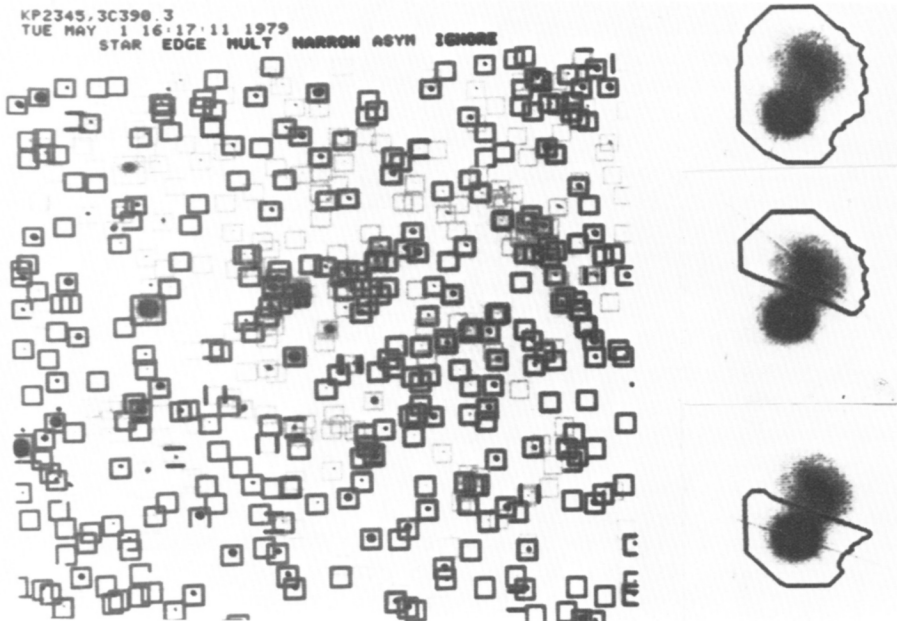 KP2345,3C390.3
TUE MAY 1 16:17:11 1979
STAR EDGE MULT NARROW ASYM IGNORE